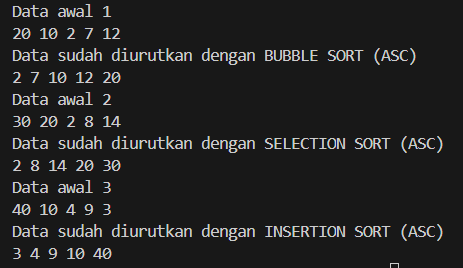 Data awal 1
20 10 2 7 12
Data sudah diurutkan dengan BUBBLE SORT (ASC)
2 7 10 12 20
Data awal 2
30 20 2 8 14
Data sudah diurutkan dengan SELECTION SORT (ASC)
2 8 14 20 30
Data awal 3
40 10 4 9 3
Data sudah diurutkan dengan INSERTION SORT (ASC)
3 4 9 10 40